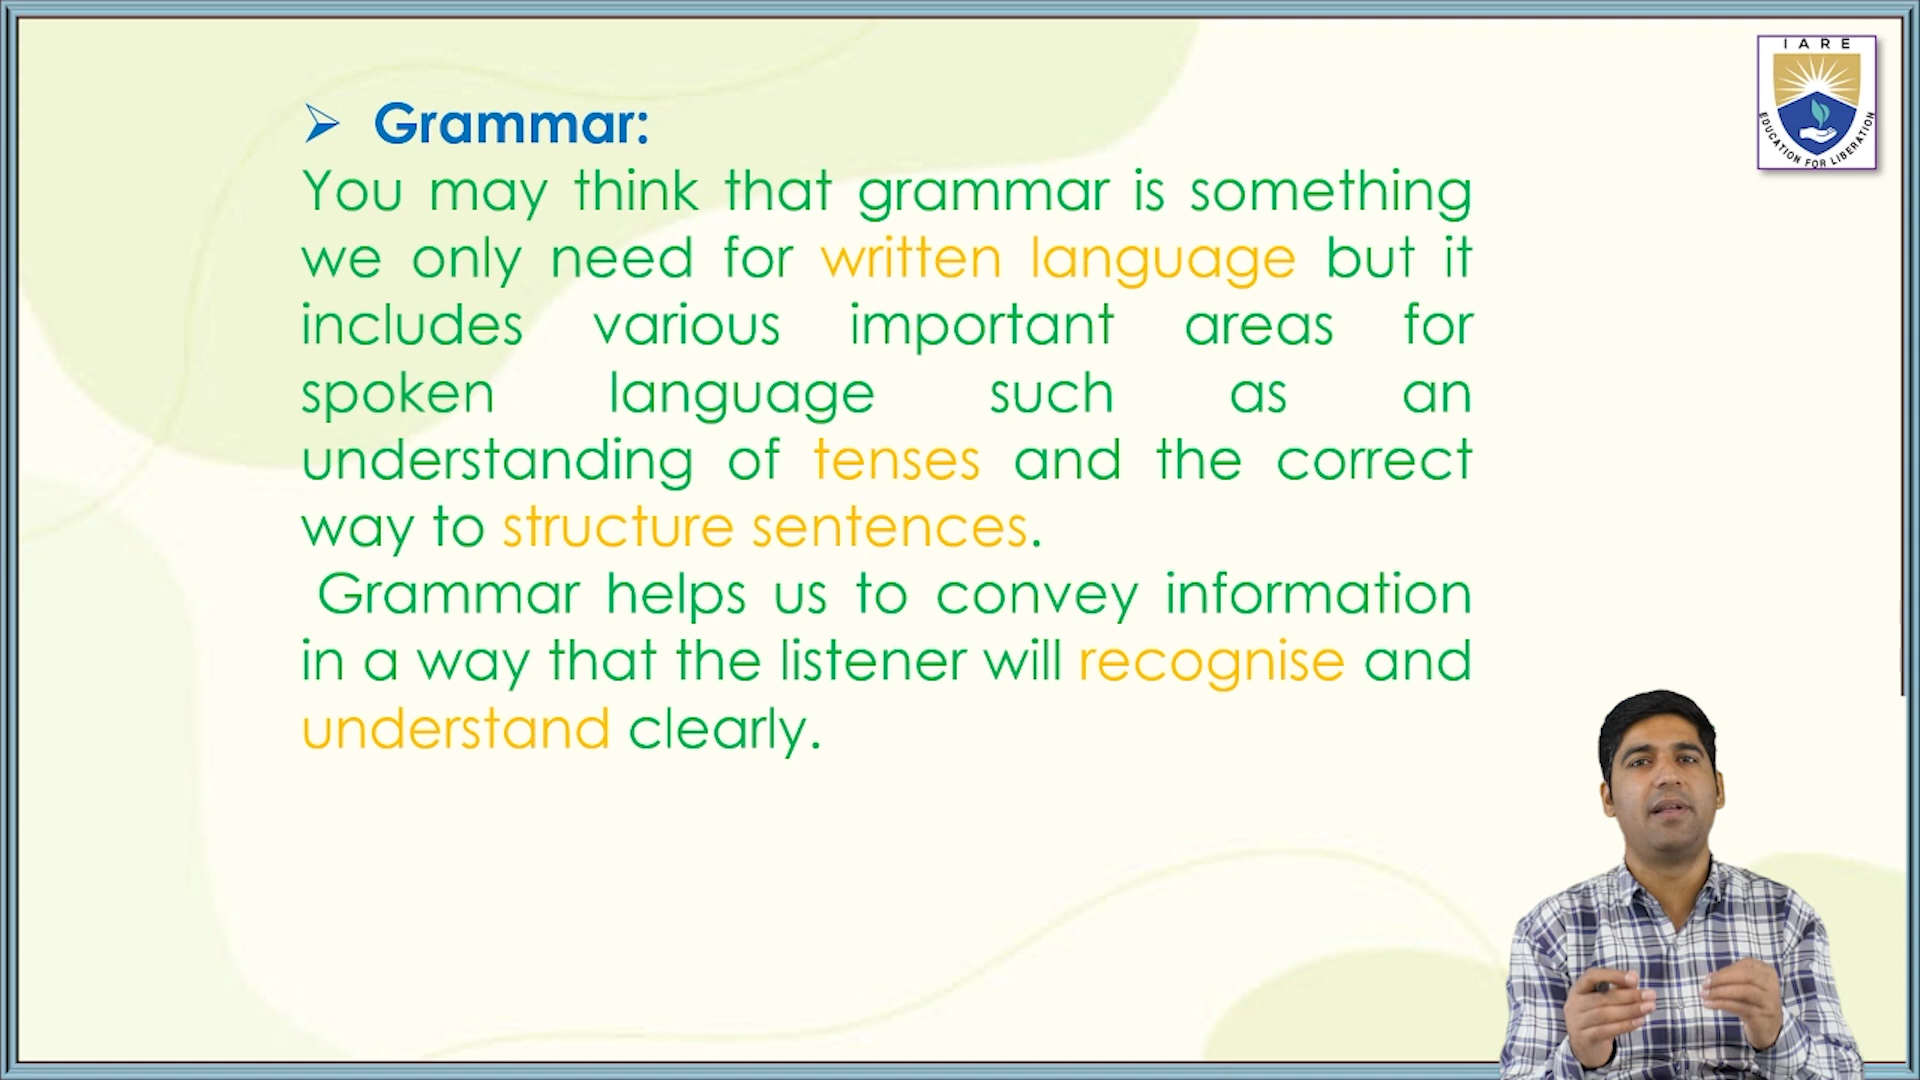 IARE
EDUCATION FOR LIBERATION
➢ Grammar:
You may think that grammar is something
we only need for written language but it
includes various important areas for
spoken language such as an
understanding of tenses and the correct
way to structure sentences.
Grammar helps us to convey information
in a way that the listener will recognise and
understand clearly.